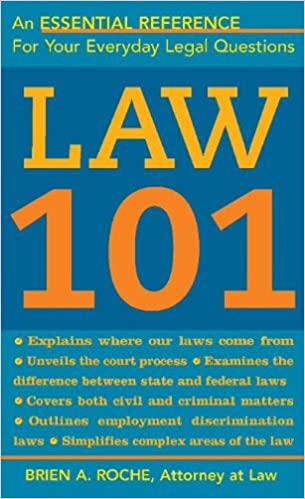 An ESSENTIAL REFERENCE
For Your Everyday Legal Questions
LAW
101
• Explains where our laws come from
• Unveils the court process • Examines the
difference between state and federal laws
• Covers both civil and criminal matters
• Outlines employment discrimination
laws • Simplifies complex areas of the law
BRIEN A. ROCHE, Attorney at Law